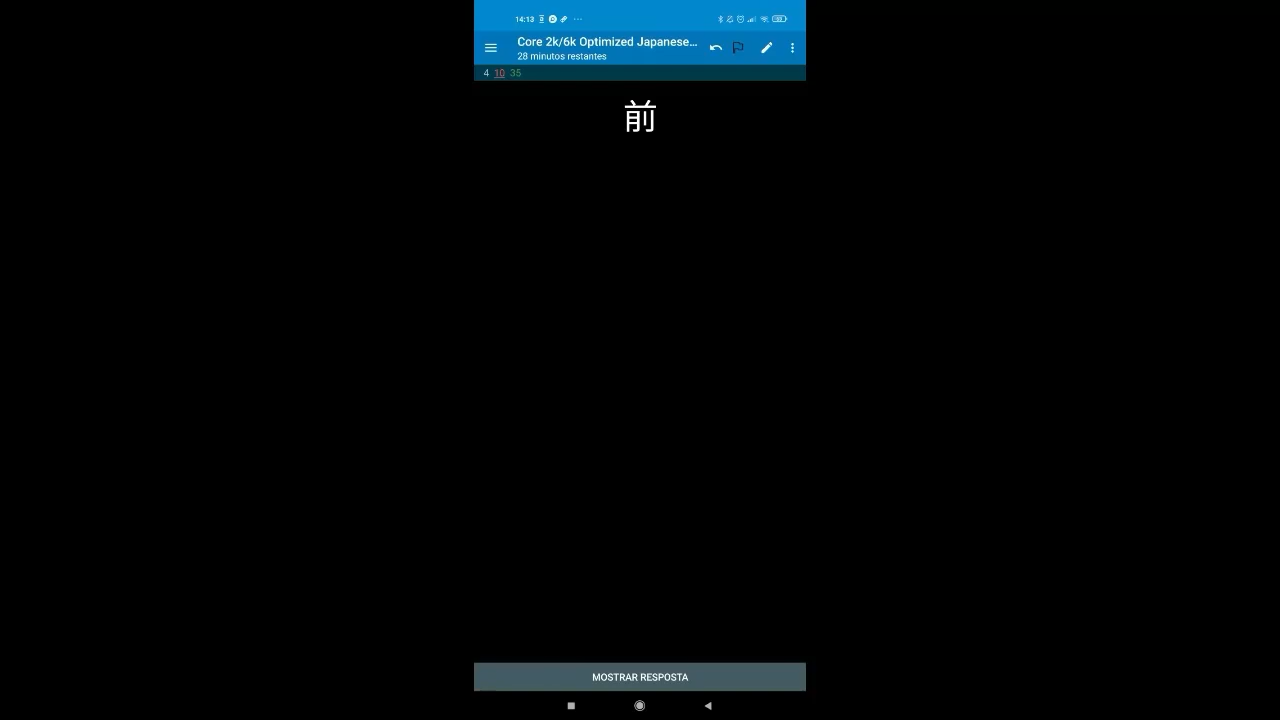 14:13
Core 2k/6k Optimized Japanese...
28 minutos restantes
4 10 35
前
MOSTRAR RESPOSTA